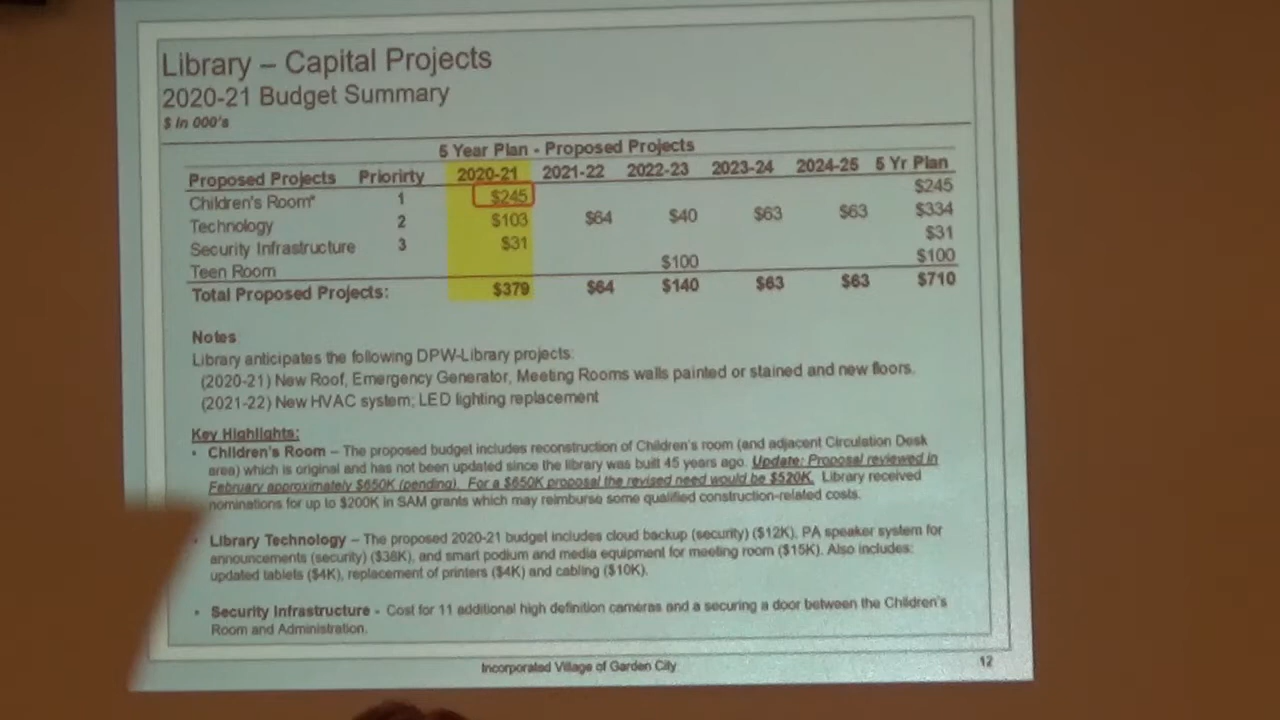 Library – Capital Projects
2020-21 Budget Summary
$ in 000's
5 Year Plan - Proposed Projects
Proposed Projects Priorirty 2020-21 2021-22 2022-23 2023-24 2024-25 5 Yr Plan
Children's Room* 1 $245 $245
Technology 2 $103 $64 $40 $63 $63 $334
Security Infrastructure 3 $31 $31
Teen Room $100 $100
Total Proposed Projects: $379 $64 $140 $63 $63 $710
Notes
Library anticipates the following DPW-Library projects:
(2020-21) New Roof, Emergency Generator, Meeting Rooms walls painted or stained and new floors.
(2021-22) New HVAC system; LED lighting replacement
Key Highlights:
• Children's Room – The proposed budget includes reconstruction of Children's room (and adjacent Circulation Desk
area) which is original and has not been updated since the library was built 45 years ago. Update: Proposal reviewed in
February approximately $650K (pending). For a $650K proposal the revised need would be $520K. Library received
nominations for up to $200K in SAM grants which may reimburse some qualified construction-related costs.
• Library Technology – The proposed 2020-21 budget includes cloud backup (security) ($12K), PA speaker system for
announcements (security) ($38K), and smart podium and media equipment for meeting room ($15K). Also includes:
updated tablets ($4K), replacement of printers ($4K) and cabling ($10K).
• Security Infrastructure - Cost for 11 additional high definition cameras and a securing a door between the Children's
Room and Administration.
Incorporated Village of Garden City
12